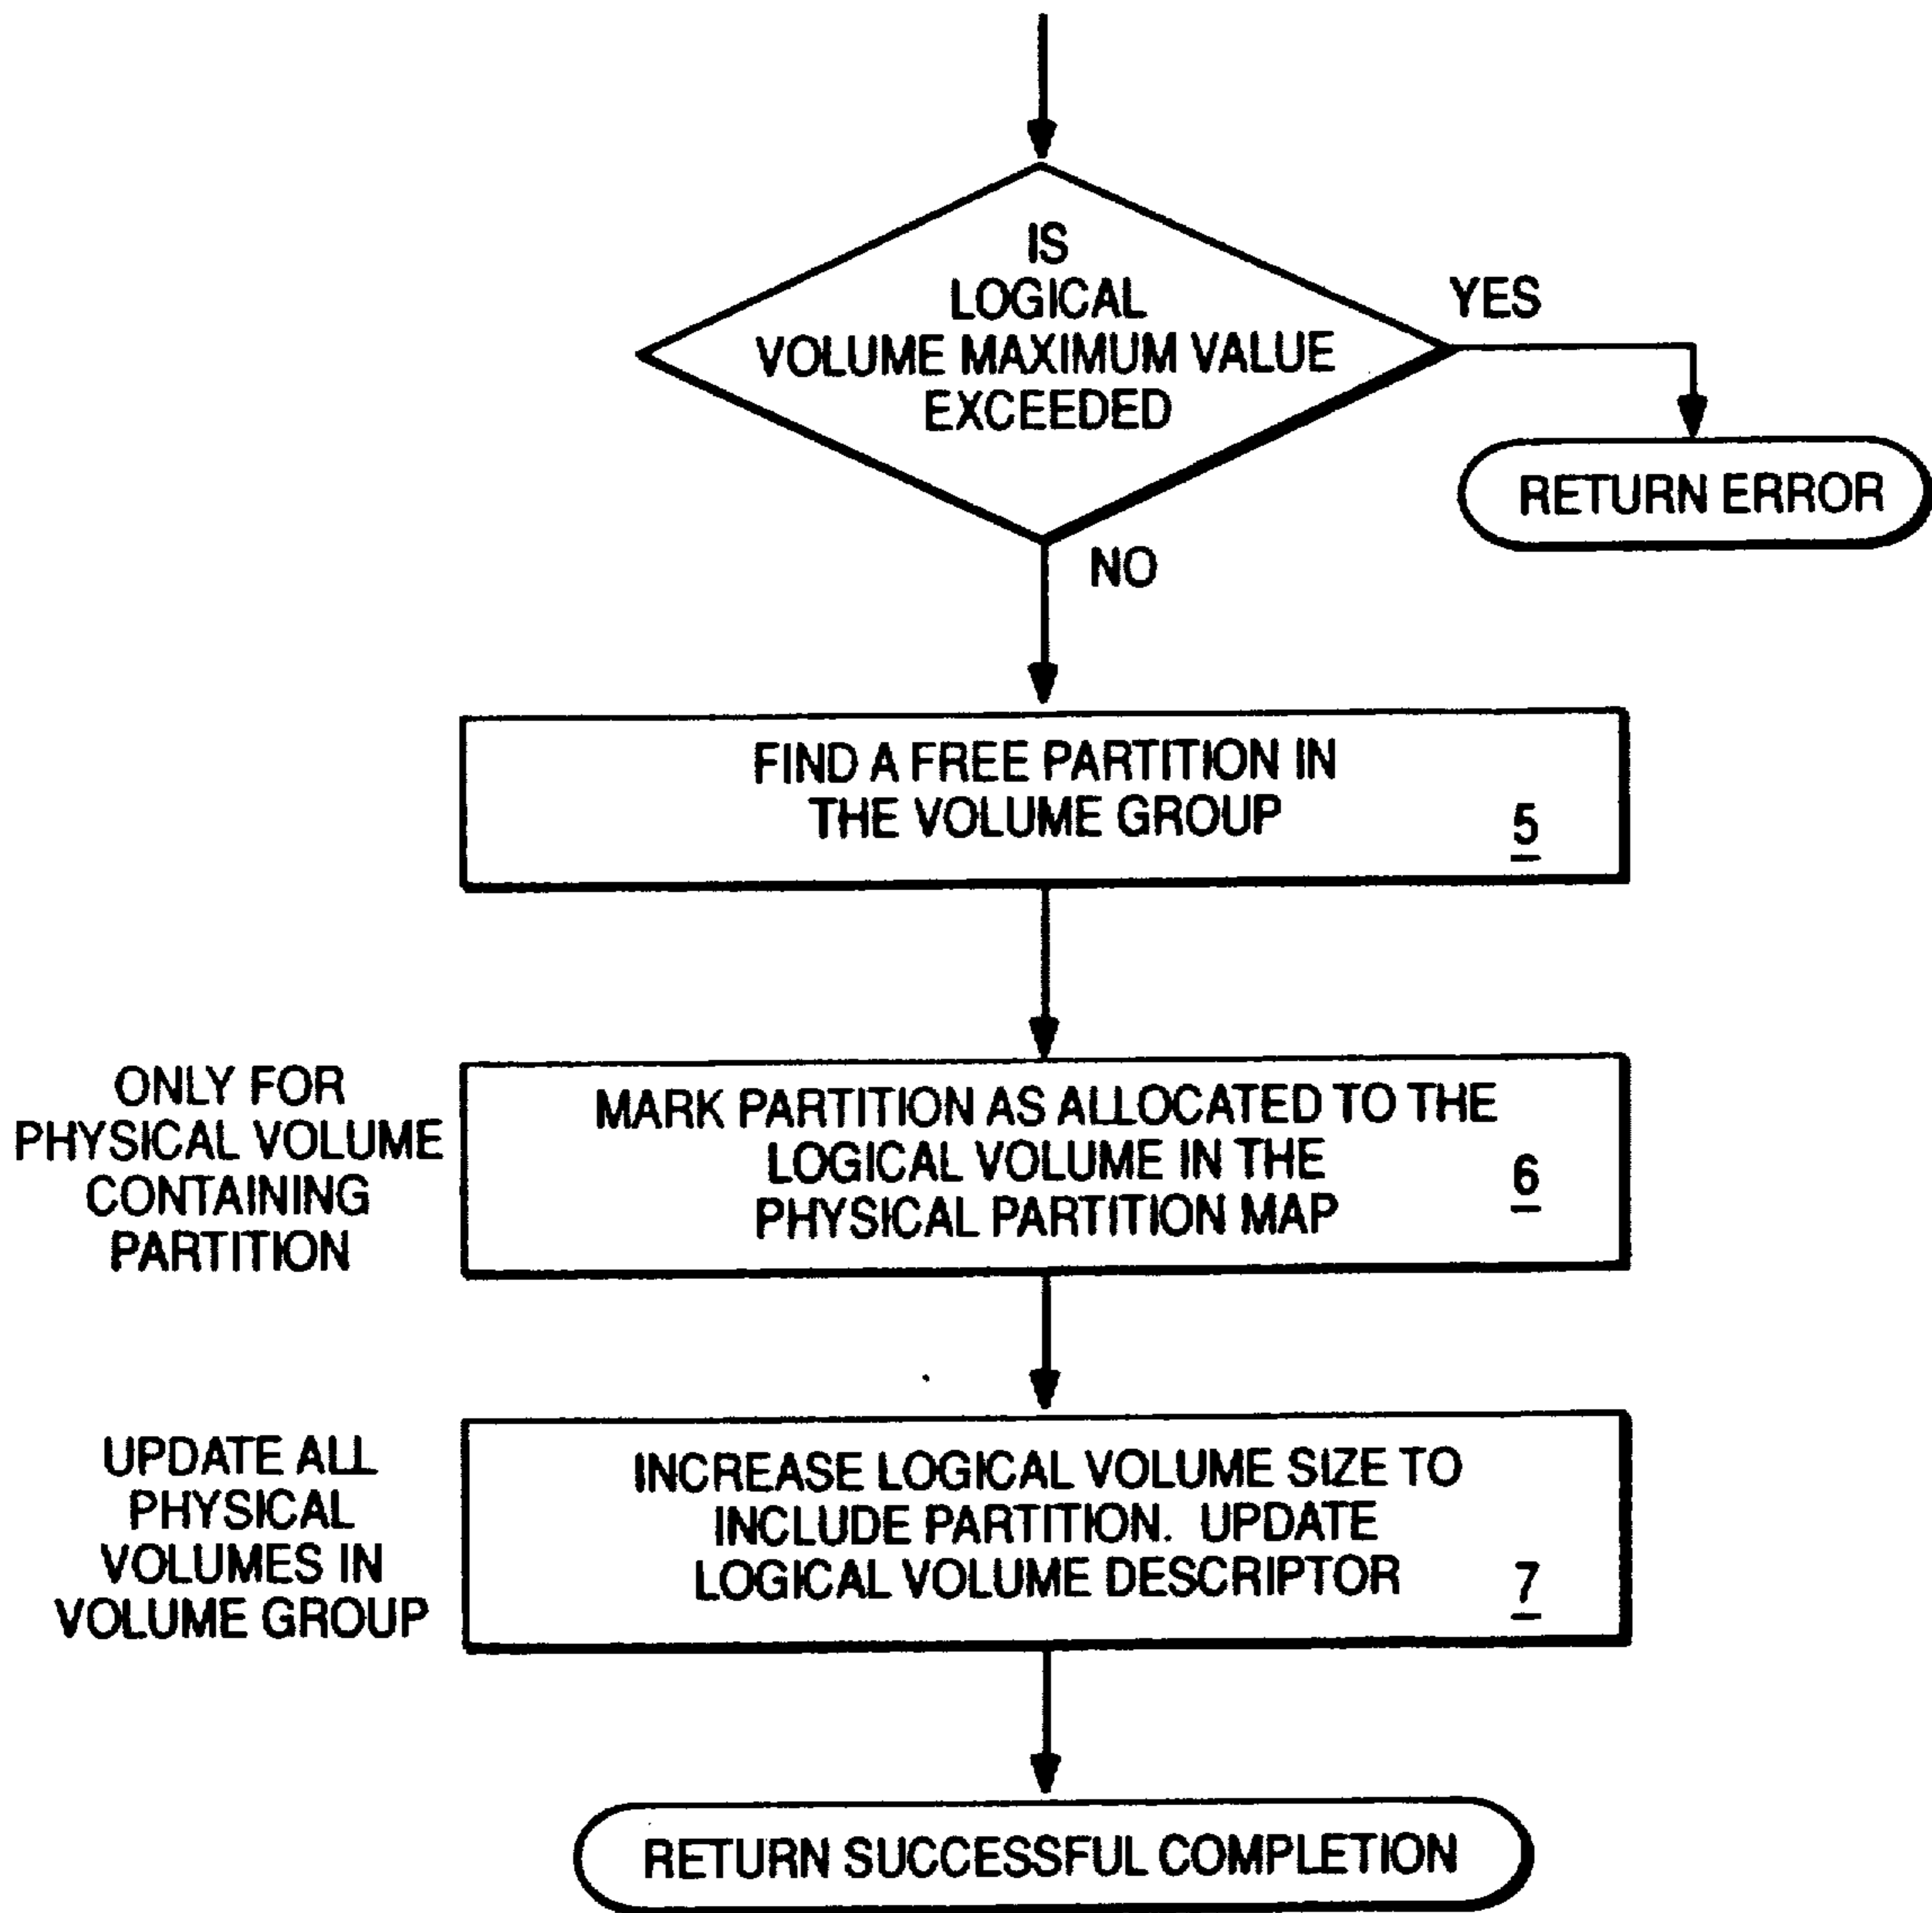 IS
LOGICAL
VOLUME MAXIMUM VALUE
EXCEEDED
YES
RETURN ERROR
NO
FIND A FREE PARTITION IN
THE VOLUME GROUP
5
ONLY FOR
PHYSICAL VOLUME
CONTAINING
PARTITION
MARK PARTITION AS ALLOCATED TO THE
LOGICAL VOLUME IN THE
PHYSICAL PARTITION MAP
6
UPDATE ALL
PHYSICAL
VOLUMES IN
VOLUME GROUP
INCREASE LOGICAL VOLUME SIZE TO
INCLUDE PARTITION. UPDATE
LOGICAL VOLUME DESCRIPTOR
7
RETURN SUCCESSFUL COMPLETION